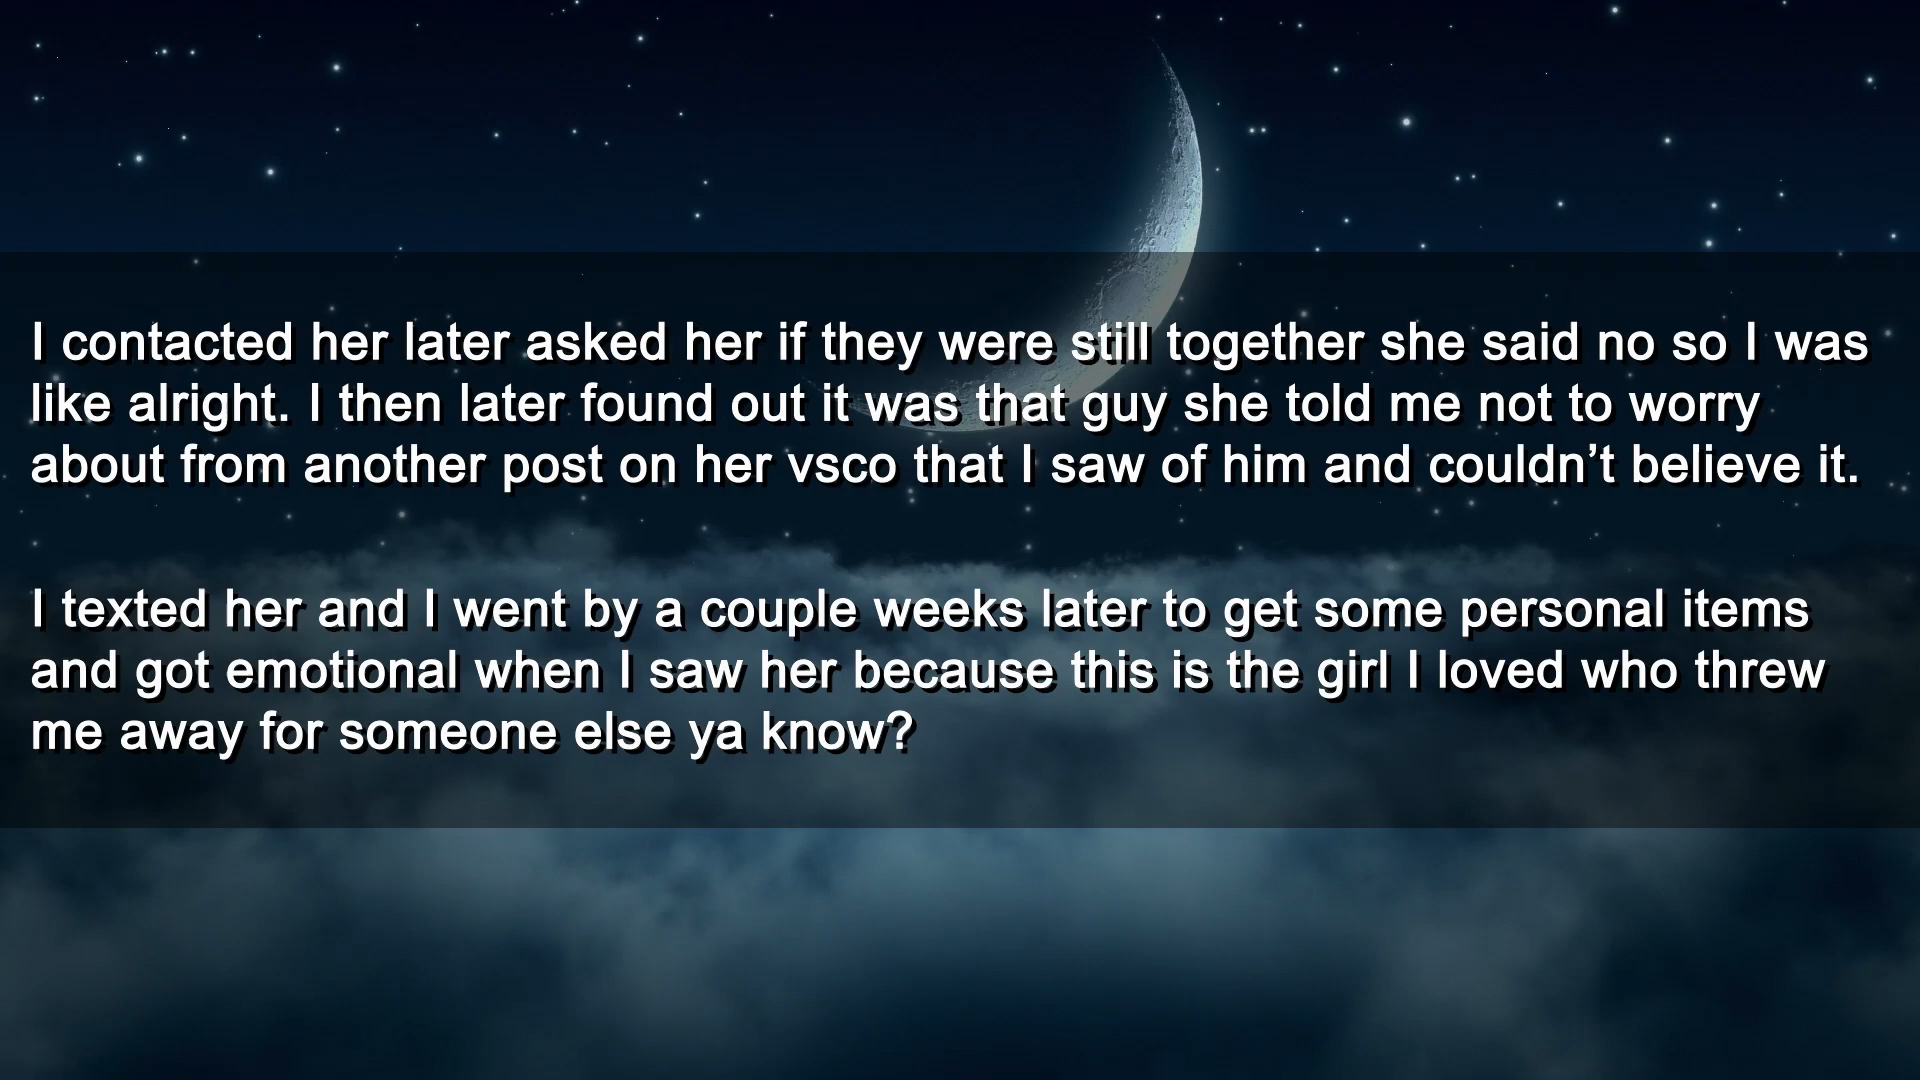 I contacted her later asked her if they were still together she said no so I was
like alright. I then later found out it was that guy she told me not to worry
about from another post on her vsco that I saw of him and couldn’t believe it.
I texted her and I went by a couple weeks later to get some personal items
and got emotional when I saw her because this is the girl I loved who threw
me away for someone else ya know?